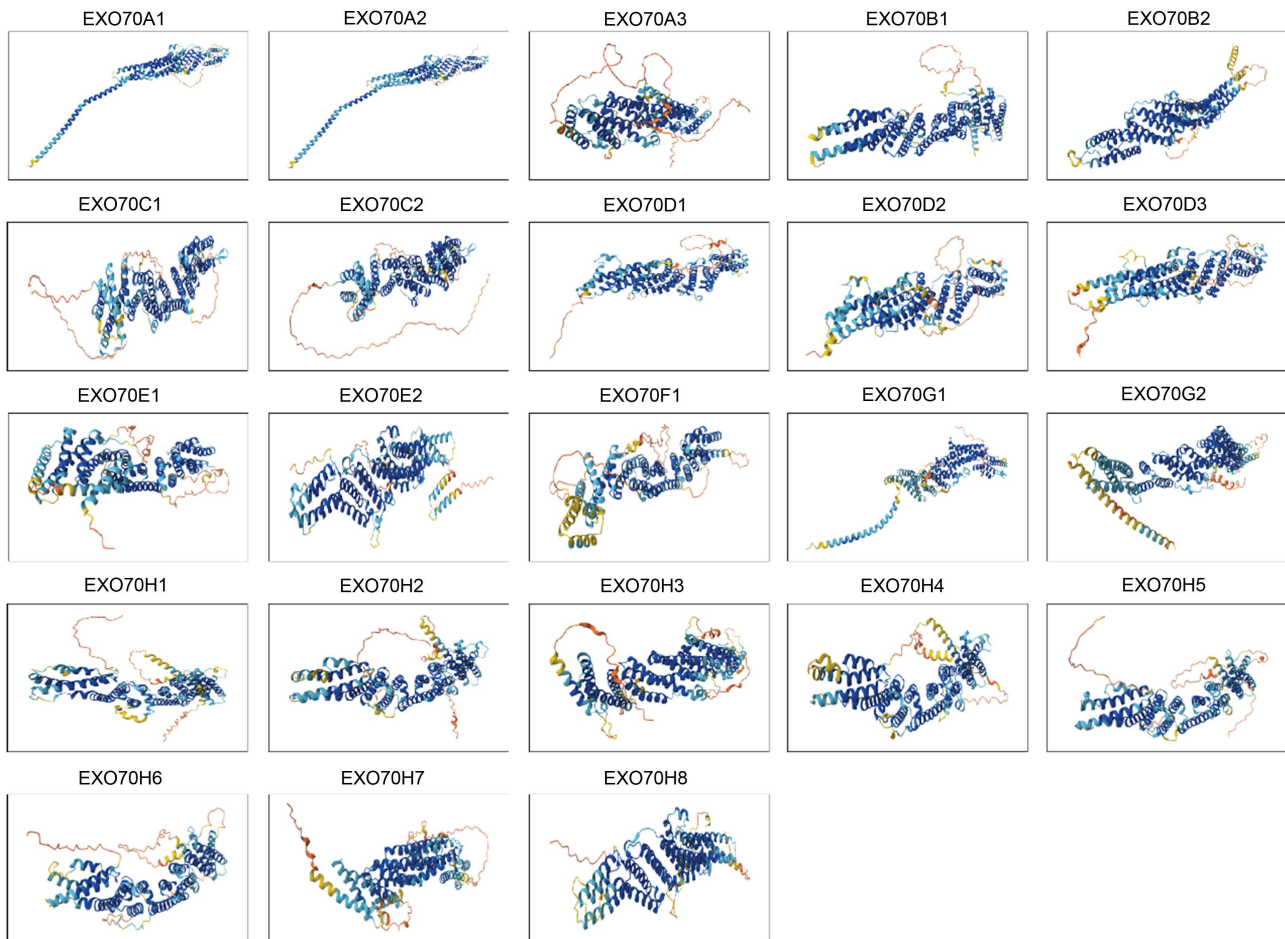 EXO70A1 EXO70A2 EXO70A3 EXO70B1 EXO70B2
EXO70C1 EXO70C2 EXO70D1 EXO70D2 EXO70D3
EXO70E1 EXO70E2 EXO70F1 EXO70G1 EXO70G2
EXO70H1 EXO70H2 EXO70H3 EXO70H4 EXO70H5
EXO70H6 EXO70H7 EXO70H8